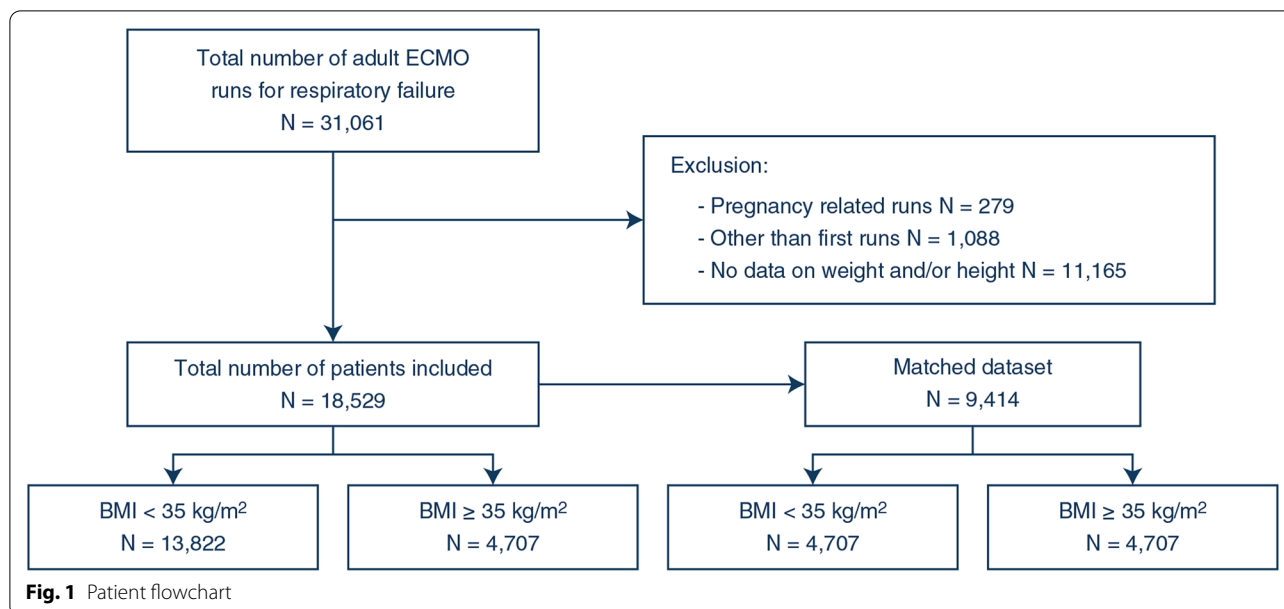 Total number of adult ECMO
runs for respiratory failure
N = 31,061
Exclusion:
- Pregnancy related runs N = 279
- Other than first runs N = 1,088
- No data on weight and/or height N = 11,165
Total number of patients included
N = 18,529
Matched dataset
N = 9,414
BMI < 35 kg/m²
N = 13,822
BMI ≥ 35 kg/m²
N = 4,707
BMI < 35 kg/m²
N = 4,707
BMI ≥ 35 kg/m²
N = 4,707
Fig. 1 Patient flowchart